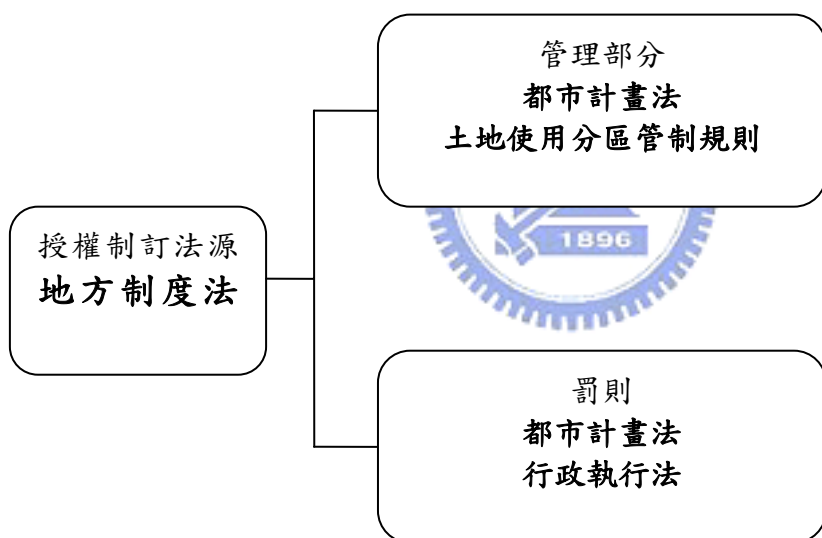 管理部分
都市計畫法
土地使用分區管制規則
授權制訂法源
地方制度法
1896
罰則
都市計畫法
行政執行法